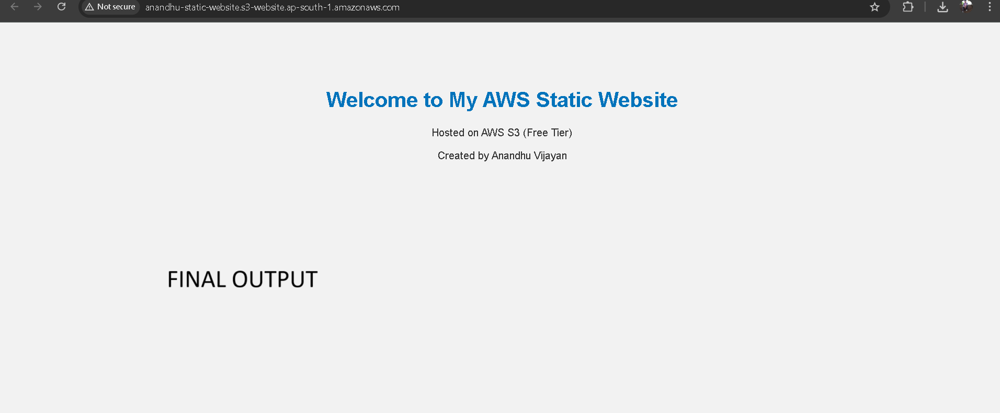 Not secure anandhu-static-website.s3-website.ap-south-1.amazonaws.com
Welcome to My AWS Static Website
Hosted on AWS S3 (Free Tier)
Created by Anandhu Vijayan
FINAL OUTPUT